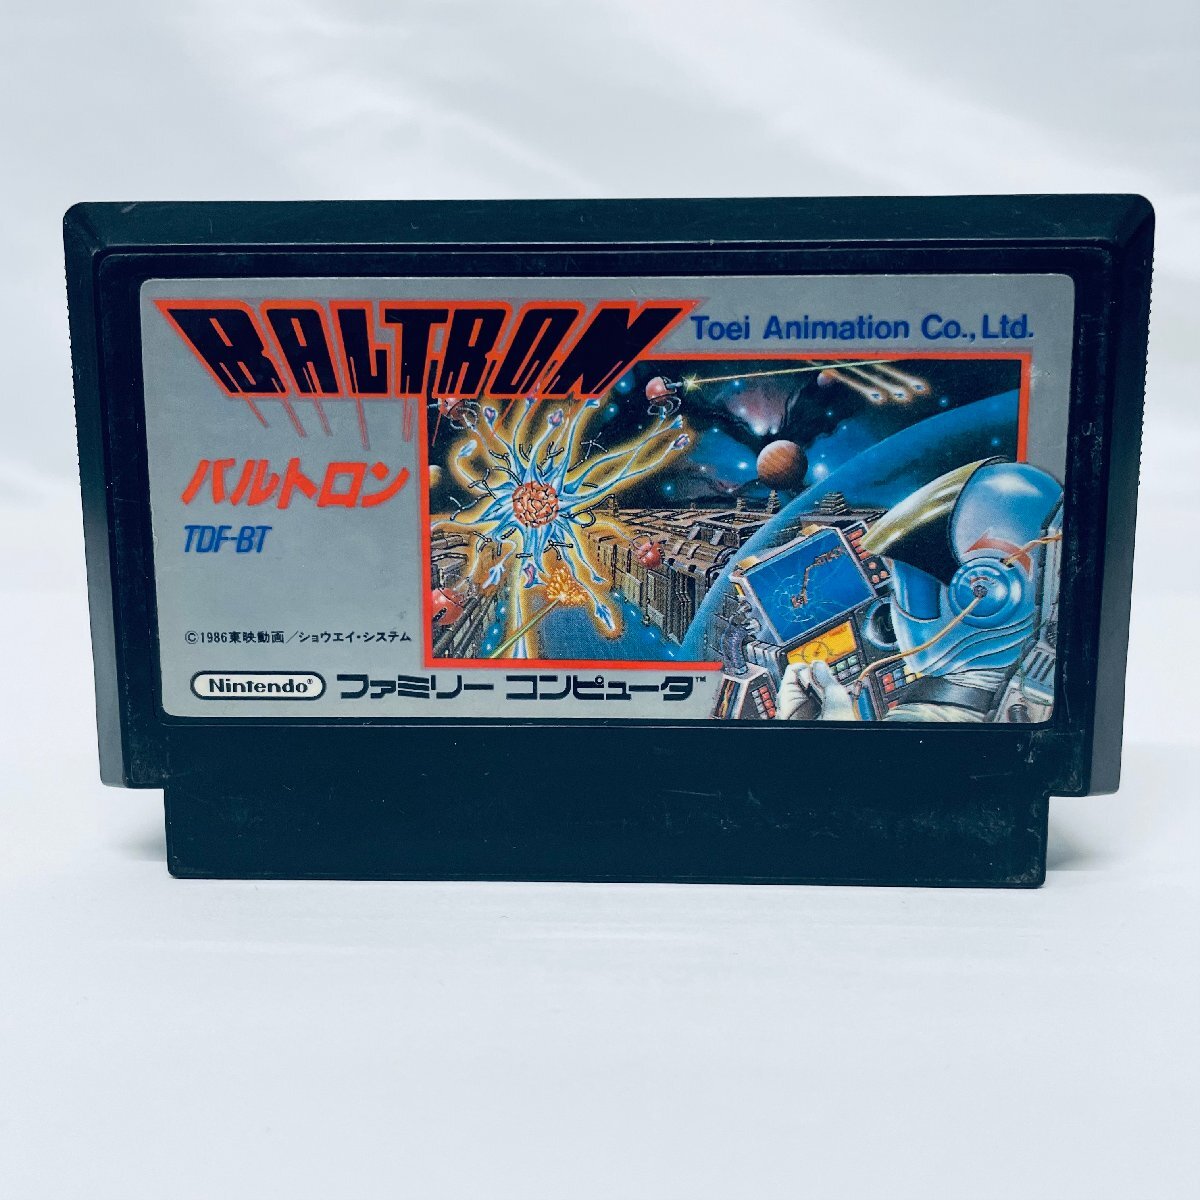 BALTRON
Toei Animation Co., Ltd.
バルトロン
TDF-BT
©1986東映動画/ショウエイ・システム
Nintendo® ファミリー コンピュータ™